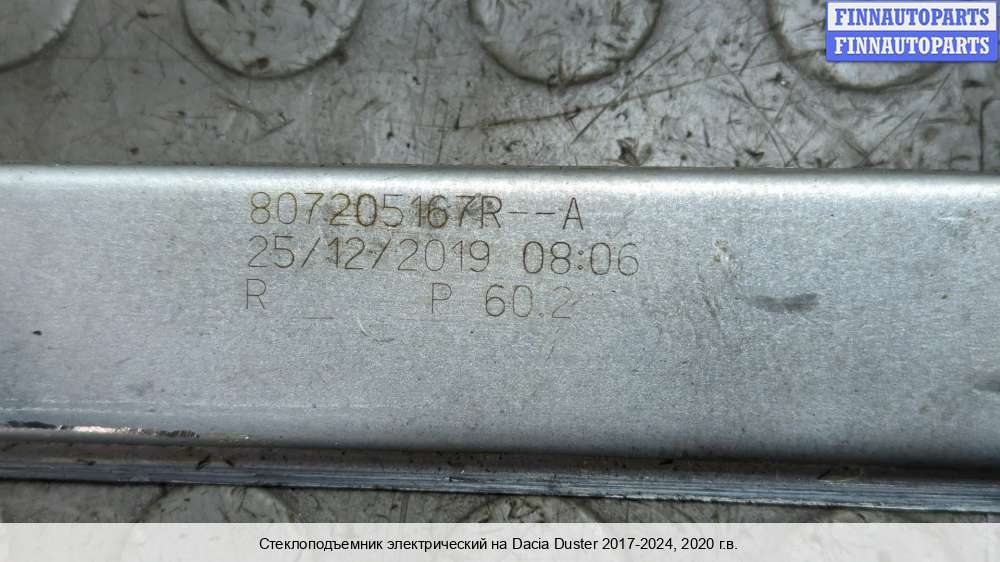 FINNAUTOPARTS
FINNAUTOPARTS
807205167R--A
25/12/2019 08:06
R _ P 60.2
Стеклоподъемник электрический на Dacia Duster 2017-2024, 2020 г.в.